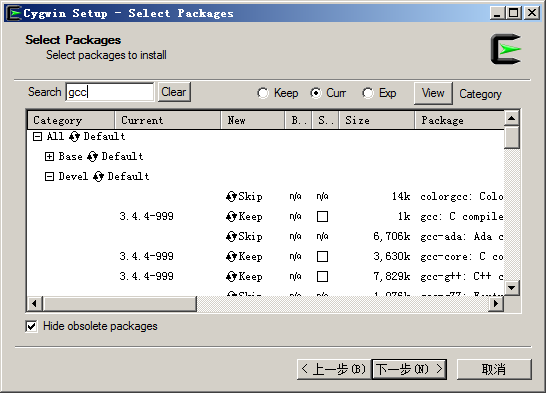 Cygwin Setup - Select Packages
Select Packages
Select packages to install
Search gcc Clear Keep Curr Exp View Category
Category Current New B.. S.. Size Package
All Default
Base Default
Devel Default
Skip n/a n/a 14k colorgcc: Colo
3.4.4-999 Keep n/a 1k gcc: C compile
Skip n/a n/a 6,706k gcc-ada: Ada c
3.4.4-999 Keep n/a 3,630k gcc-core: C co
3.4.4-999 Keep n/a 7,829k gcc-g++: C++ c
Skip n/a n/a
Hide obsolete packages
< 上一步(B) 下一步(N) > 取消